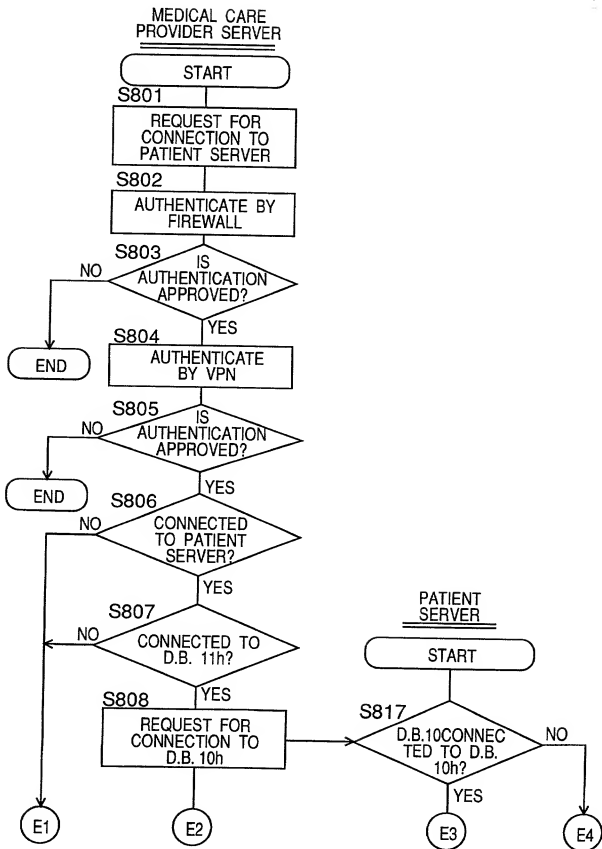 MEDICAL CARE
PROVIDER SERVER
START
S801
REQUEST FOR
CONNECTION TO
PATIENT SERVER
S802
AUTHENTICATE BY
FIREWALL
S803
IS
AUTHENTICATION
APPROVED?
NO
YES
END
S804
AUTHENTICATE
BY VPN
S805
IS
AUTHENTICATION
APPROVED?
NO
YES
END
S806
CONNECTED
TO PATIENT
SERVER?
NO
YES
S807
CONNECTED TO
D.B. 11h?
NO
YES
S808
REQUEST FOR
CONNECTION TO
D.B. 10h
E1
E2
PATIENT
SERVER
START
S817
D.B.10CONNEC
TED TO D.B.
10h?
NO
YES
E3
E4